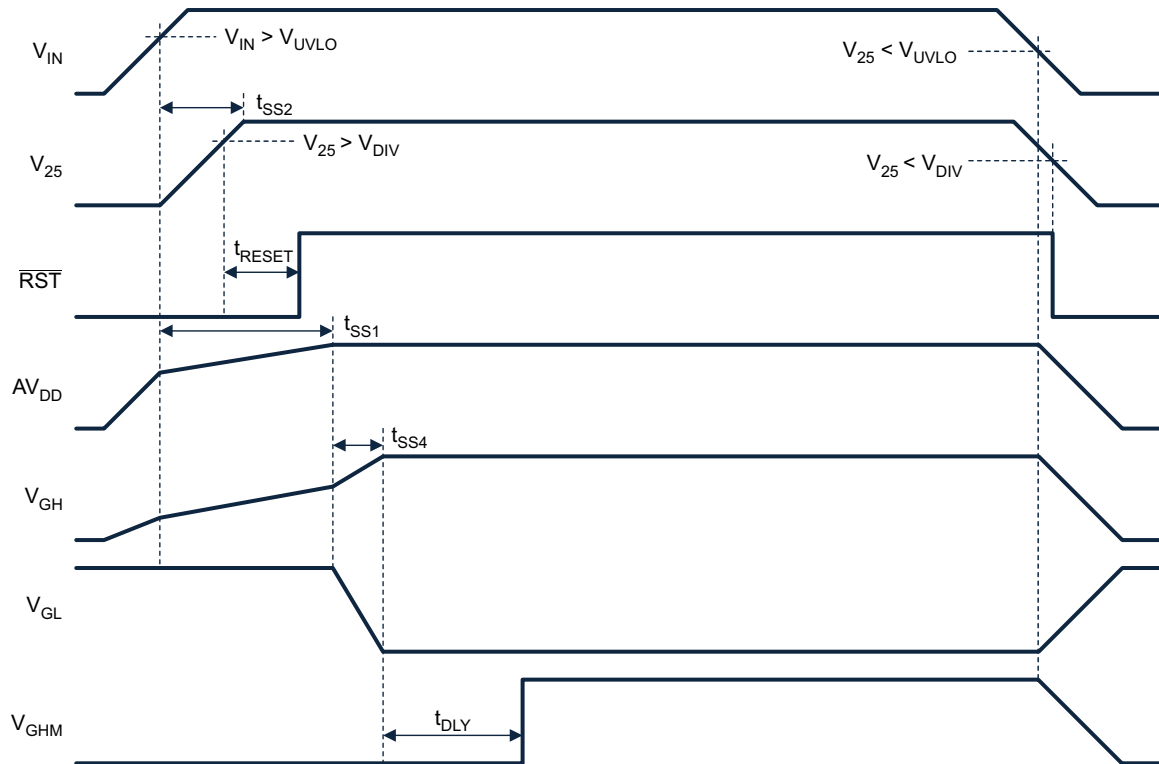 V_IN
V_IN > V_UVLO
V_25 < V_UVLO
t_SS2
V_25
V_25 > V_DIV
V_25 < V_DIV
t_RESET
R̅S̅T̅
t_SS1
AV_DD
t_SS4
V_GH
V_GL
t_DLY
V_GHM